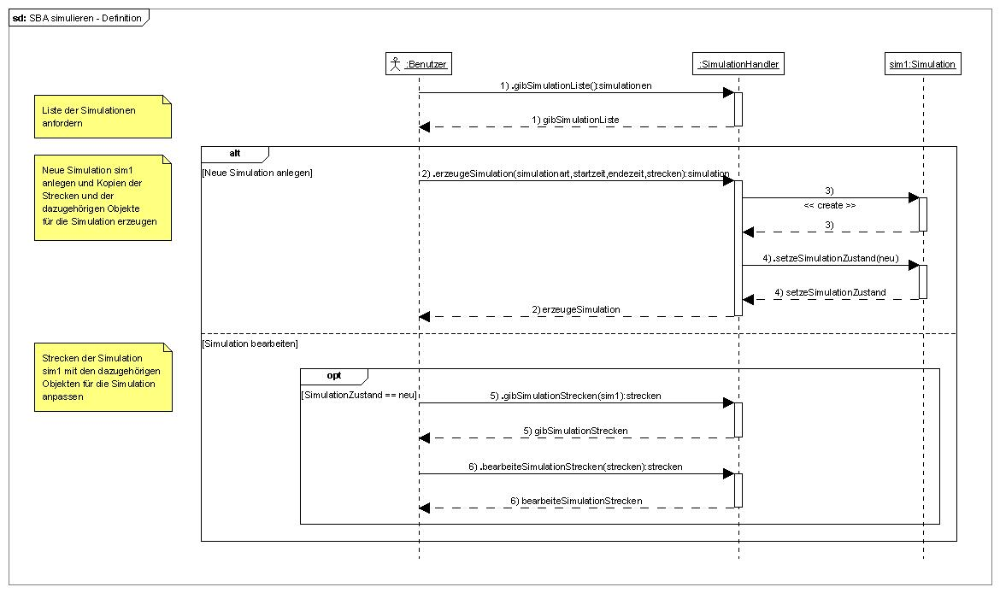 sd: SBA simulieren - Definition
:Benutzer
:SimulationHandler
sim1:Simulation
Liste der Simulationen
anfordern
1) .gibSimulationListe():simulationen
1) gibSimulationListe
alt
[Neue Simulation anlegen]
Neue Simulation sim1
anlegen und Kopien der
Strecken und der
dazugehörigen Objekte
für die Simulation erzeugen
2) .erzeugeSimulation(simulationart,startzeit,endezeit,strecken):simulation
3)
<< create >>
3)
4) .setzeSimulationZustand(neu)
4) setzeSimulationZustand
2) erzeugeSimulation
[Simulation bearbeiten]
Strecken der Simulation
sim1 mit den dazugehörigen
Objekten für die Simulation
anpassen
opt
[SimulationZustand == neu]
5) .gibSimulationStrecken(sim1):strecken
5) gibSimulationStrecken
6) .bearbeiteSimulationStrecken(strecken):strecken
6) bearbeiteSimulationStrecken